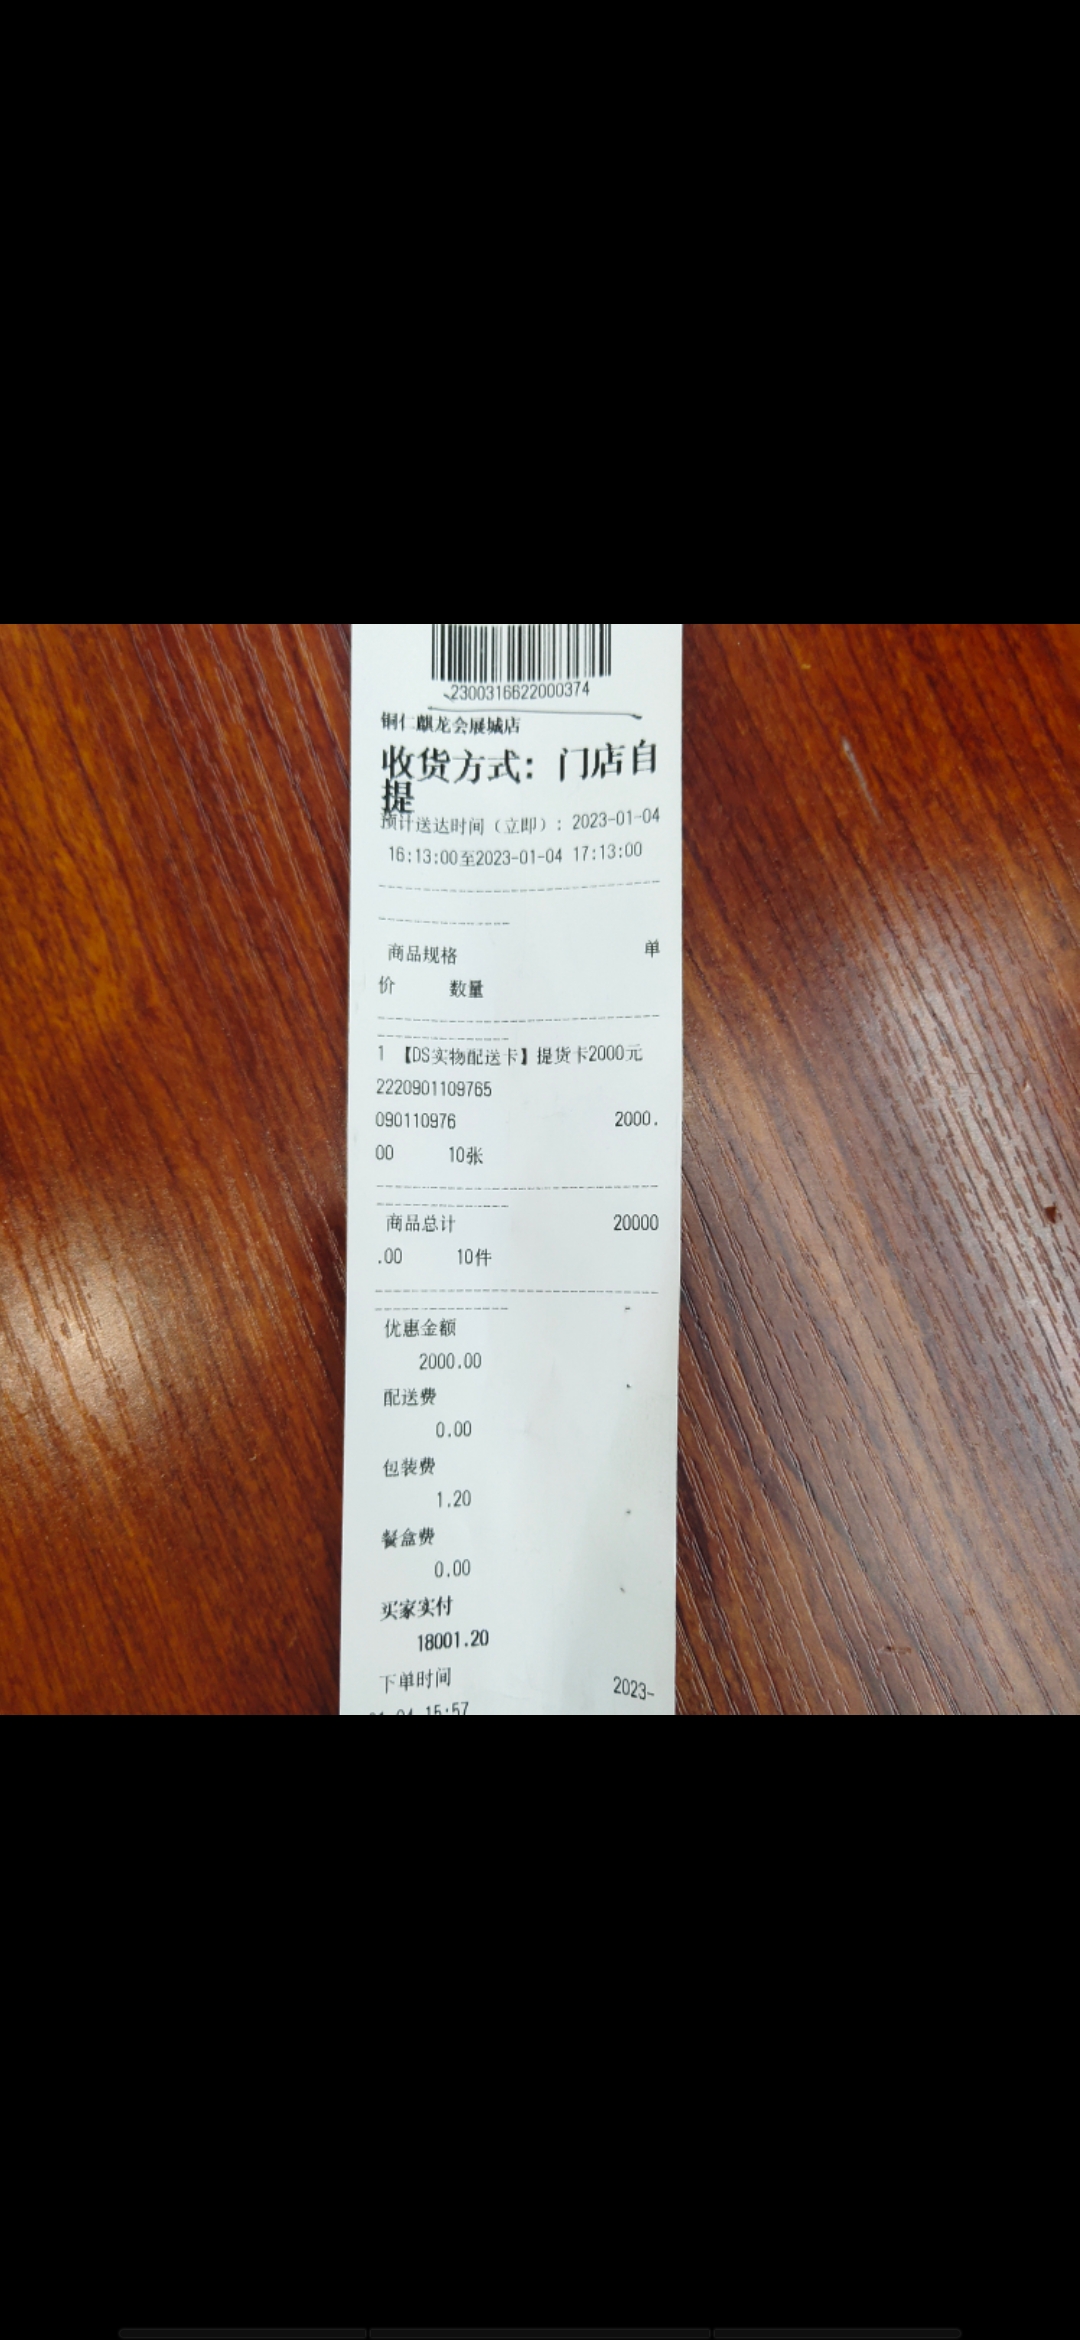 2300316622000374
铜仁麒龙会展城店
收货方式：门店自
提
预计送达时间（立即）：2023-01-04
16:13:00至2023-01-04 17:13:00
商品规格 单
价 数量
1 【DS实物配送卡】提货卡2000元
2220901109765
090110976 2000.
00 10张
商品总计 20000
.00 10件
优惠金额
2000.00
配送费
0.00
包装费
1.20
餐盒费
0.00
买家实付
18001.20
下单时间 2023-
01-04 15:57